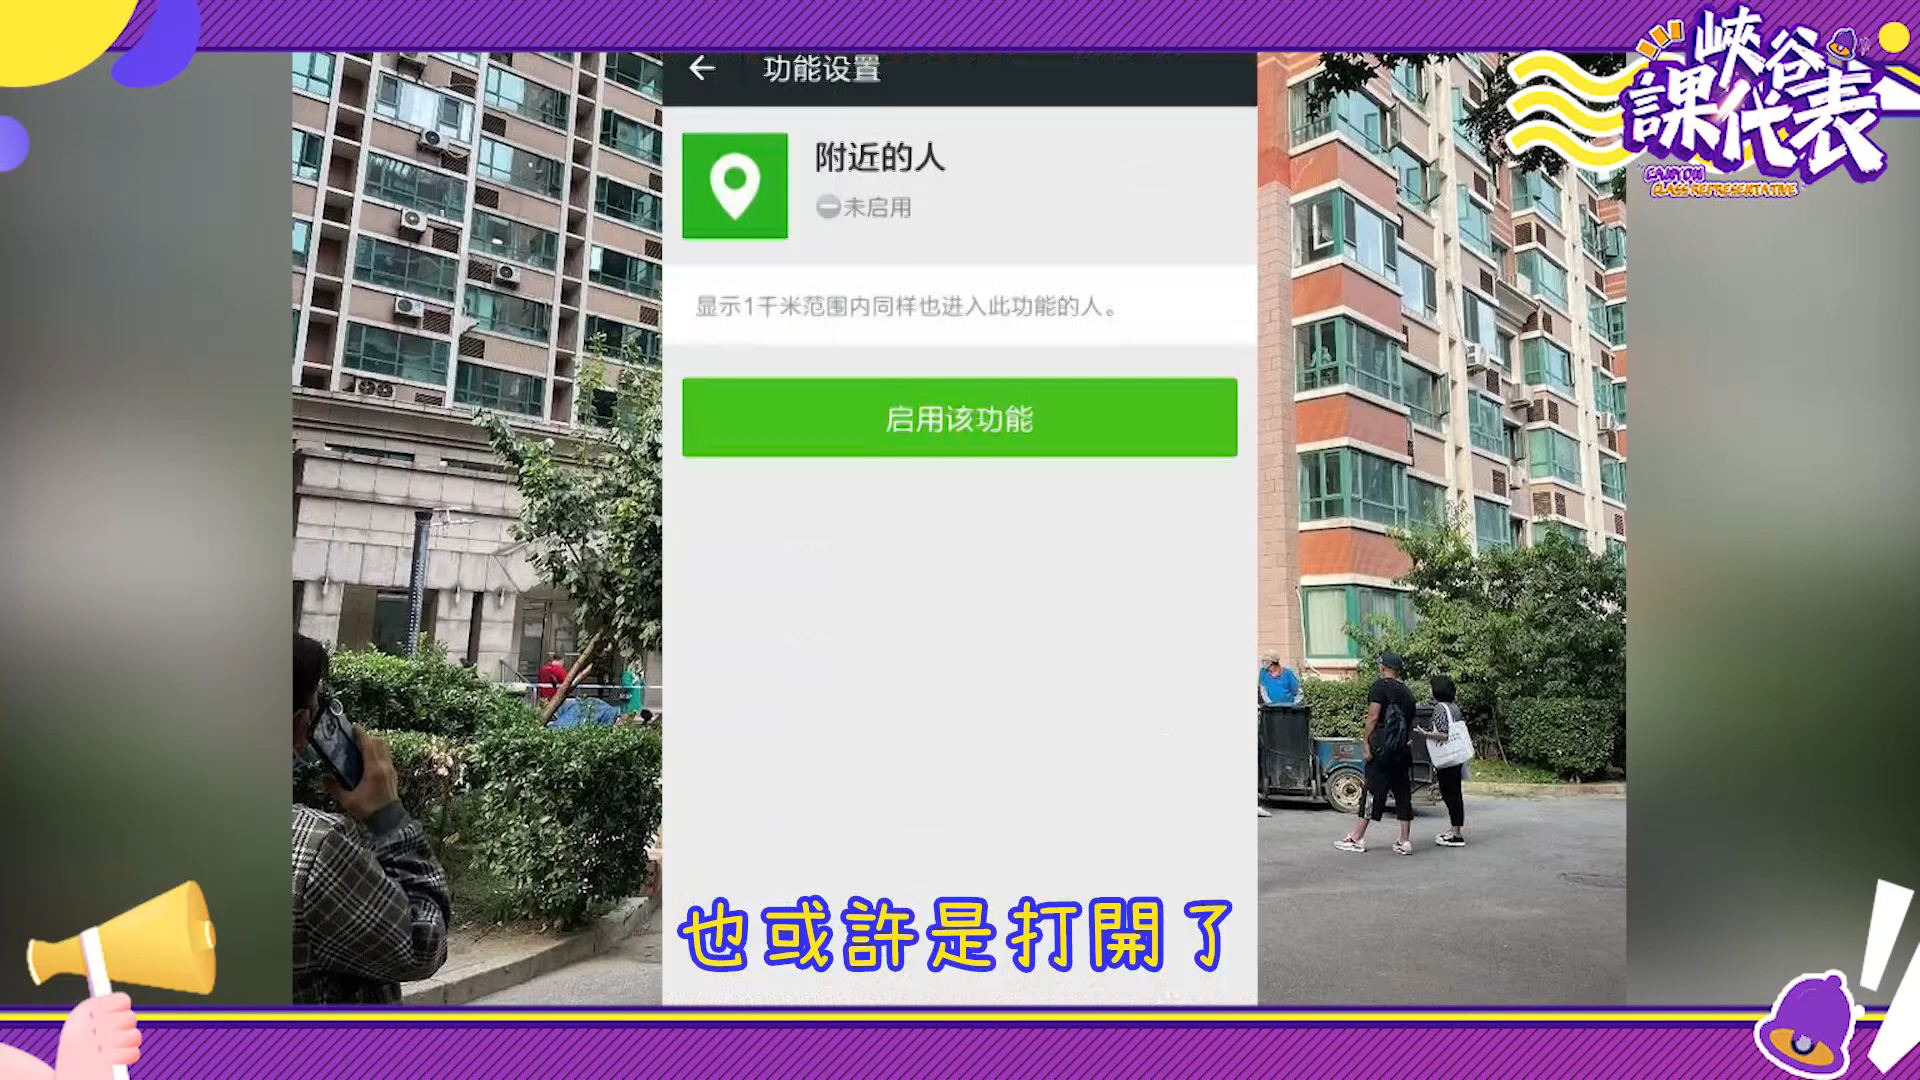 峽谷
課代表
CANYON
CLASS REPRESENTATIVE
功能设置
附近的人
未启用
显示1千米范围内同样也进入此功能的人。
启用该功能
也或許是打開了